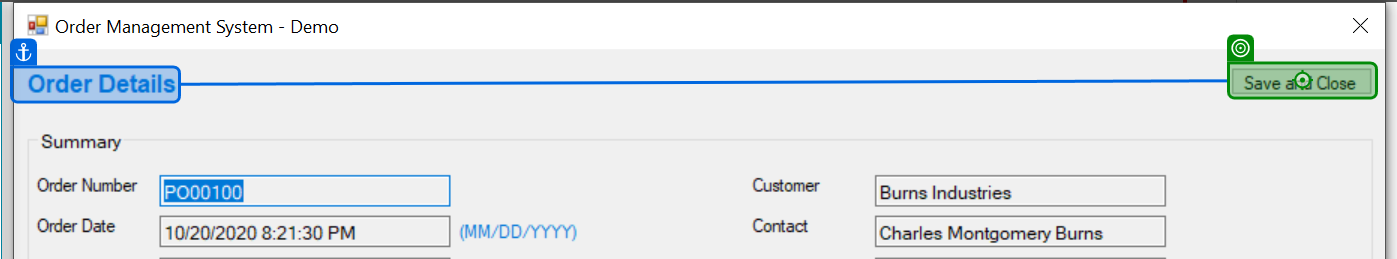 Order Management System - Demo
Order Details
Save and Close
Summary
Order Number PO00100 Customer Burns Industries
Order Date 10/20/2020 8:21:30 PM (MM/DD/YYYY) Contact Charles Montgomery Burns